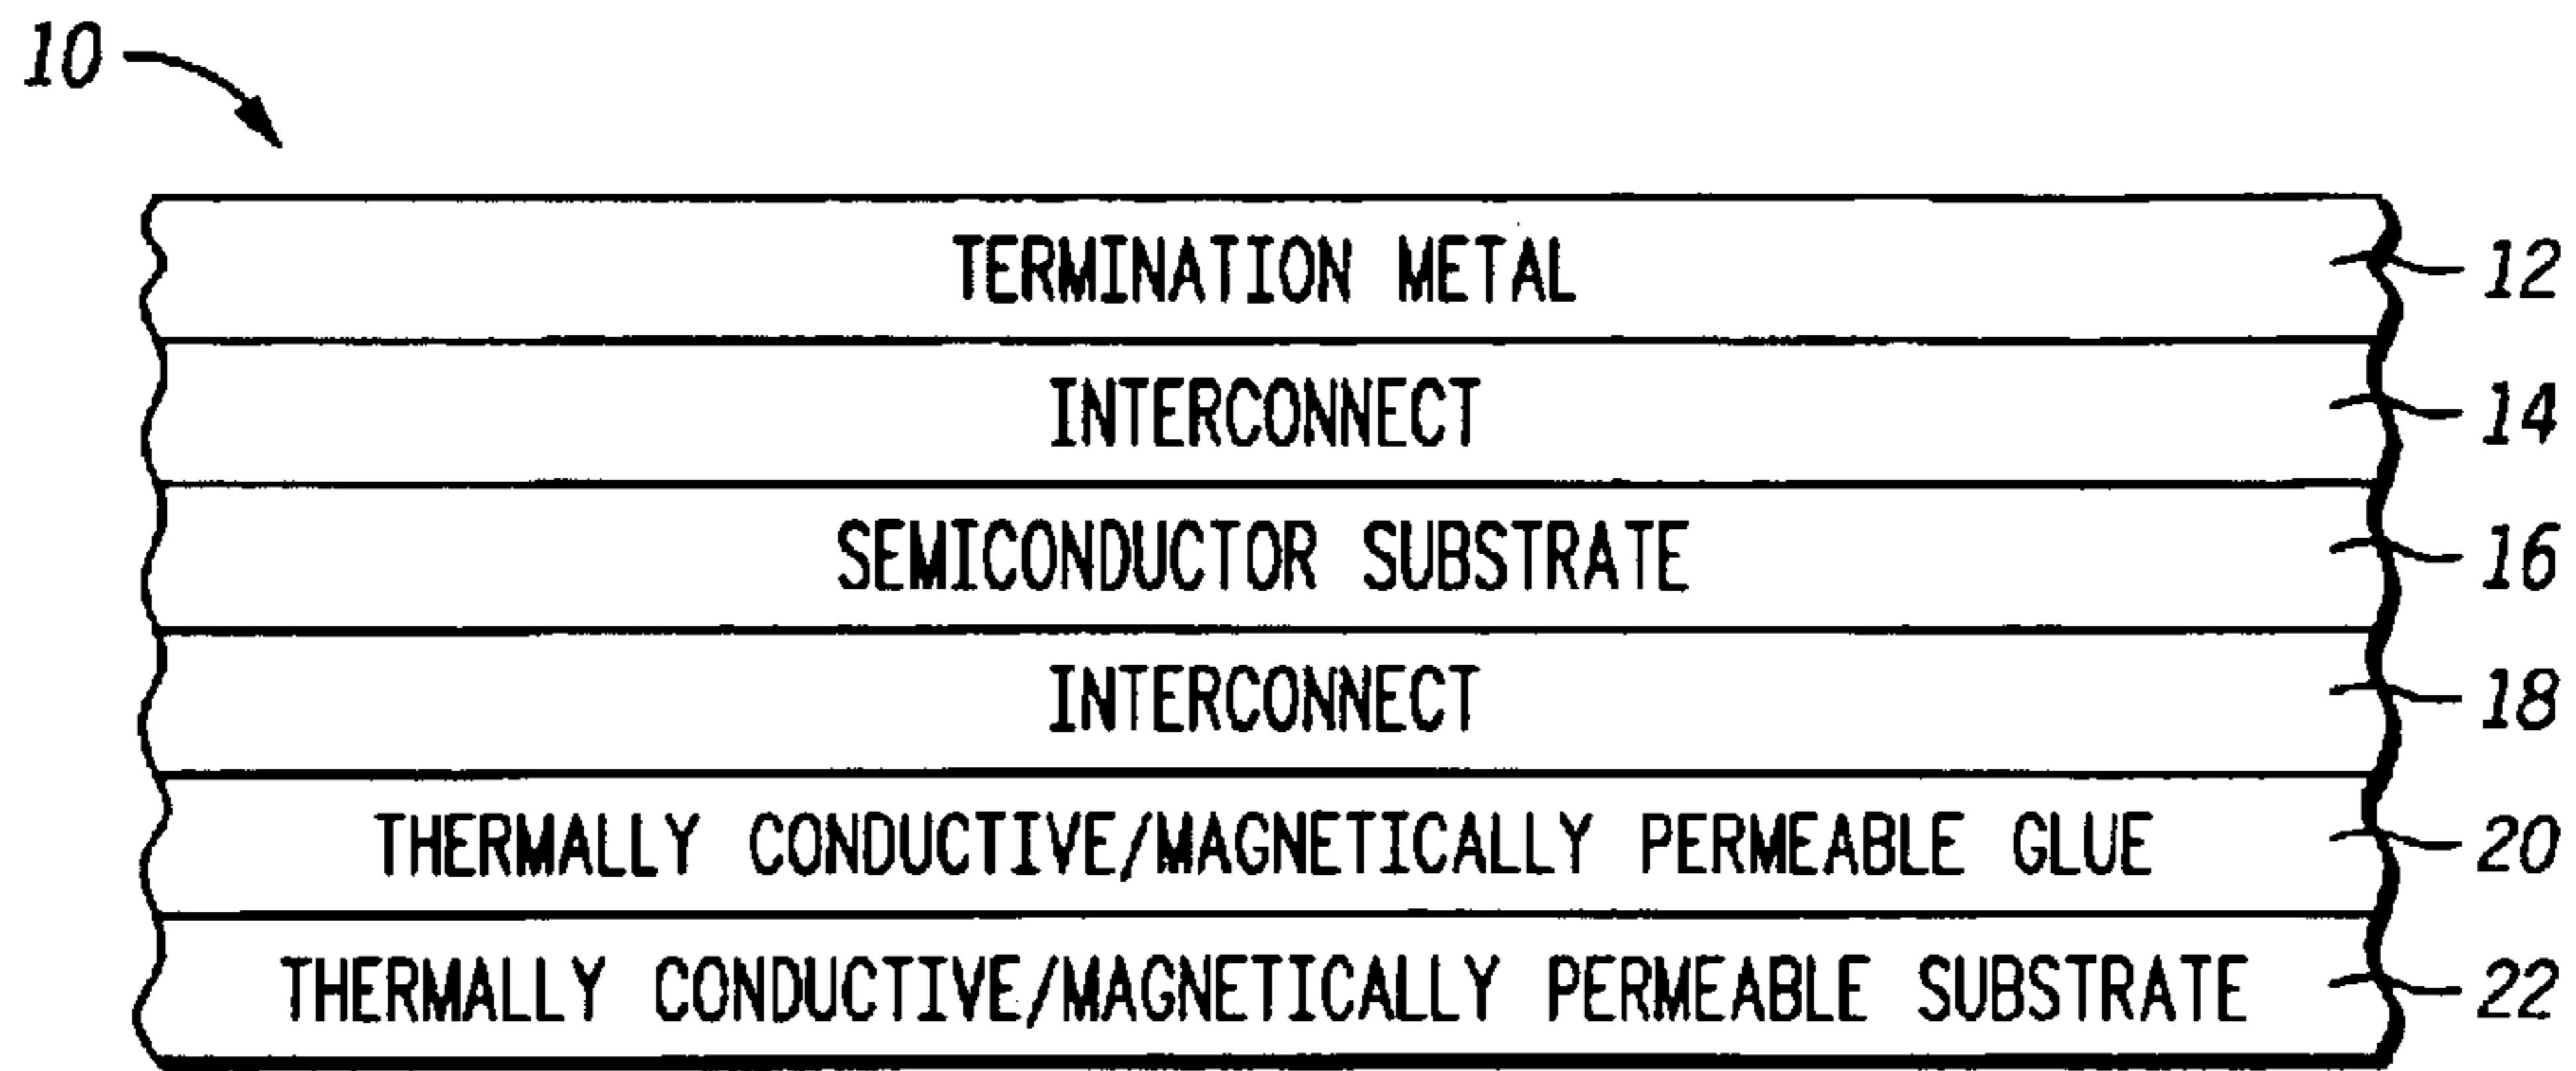 10
TERMINATION METAL 12
INTERCONNECT 14
SEMICONDUCTOR SUBSTRATE 16
INTERCONNECT 18
THERMALLY CONDUCTIVE/MAGNETICALLY PERMEABLE GLUE 20
THERMALLY CONDUCTIVE/MAGNETICALLY PERMEABLE SUBSTRATE 22